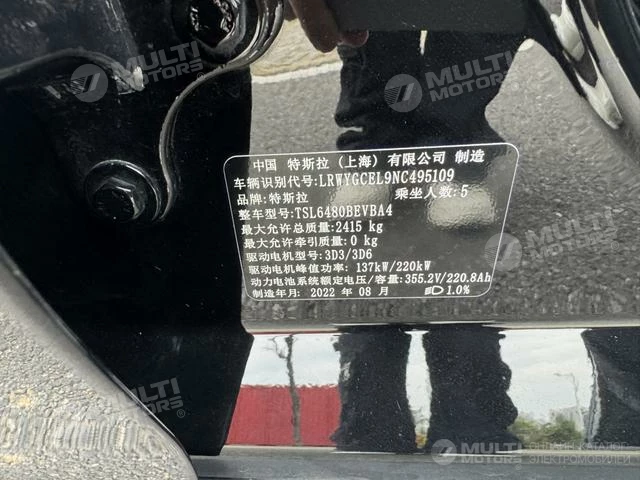 MULTI
MOTORS
MULTI
MOTORS
中国 特斯拉 (上海) 有限公司 制造
车辆识别代号: LRWYGCEL9NC495109
品牌: 特斯拉 乘坐人数: 5
整车型号: TSL6480BEVBA4
最大允许总质量: 2415 kg
最大允许牵引质量: 0 kg
驱动电机型号: 3D3/3D6
驱动电机峰值功率: 137kW/220kW
动力电池系统额定电压/容量: 355.2V/220.8Ah
制造年月: 2022 年 08 月 1.0%
MULTI
MOTORS
MULTI
MOTORS
ЭЛЕКТРОМОБИЛЕЙ